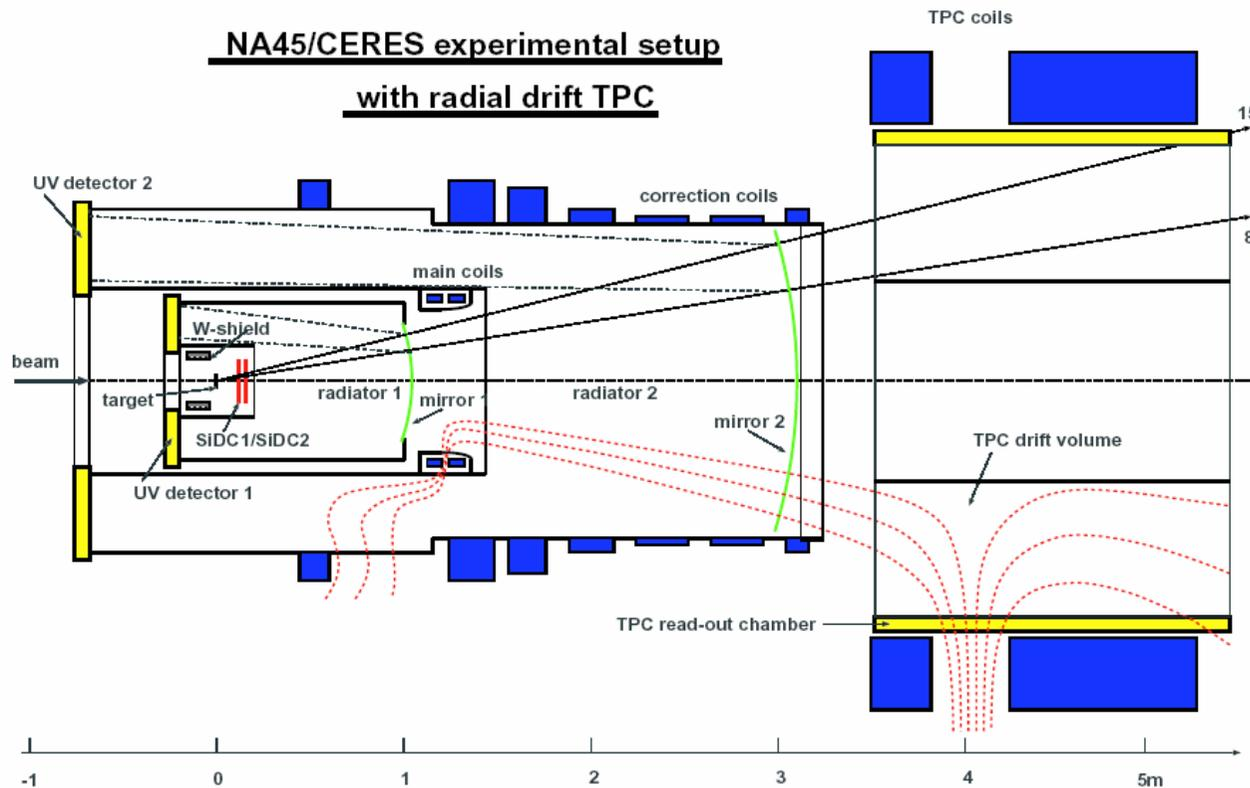 TPC coils
NA45/CERES experimental setup
with radial drift TPC
15
UV detector 2
correction coils
8
main coils
W-shield
beam
target
radiator 1
mirror
radiator 2
mirror 2
SiDC1/SiDC2
TPC drift volume
UV detector 1
TPC read-out chamber
-1 0 1 2 3 4 5m